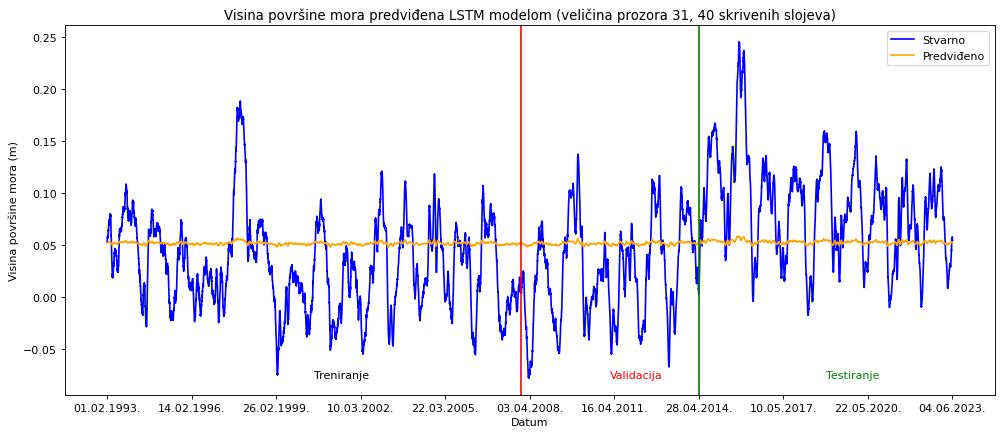 Visina površine mora predviđena LSTM modelom (veličina prozora 31, 40 skrivenih slojeva)
Stvarno
Predviđeno
0.25
0.20
0.15
0.10
0.05
0.00
−0.05
Visina površine mora (m)
Treniranje
Validacija
Testiranje
01.02.1993.
14.02.1996.
26.02.1999.
10.03.2002.
22.03.2005.
03.04.2008.
16.04.2011.
28.04.2014.
10.05.2017.
22.05.2020.
04.06.2023.
Datum